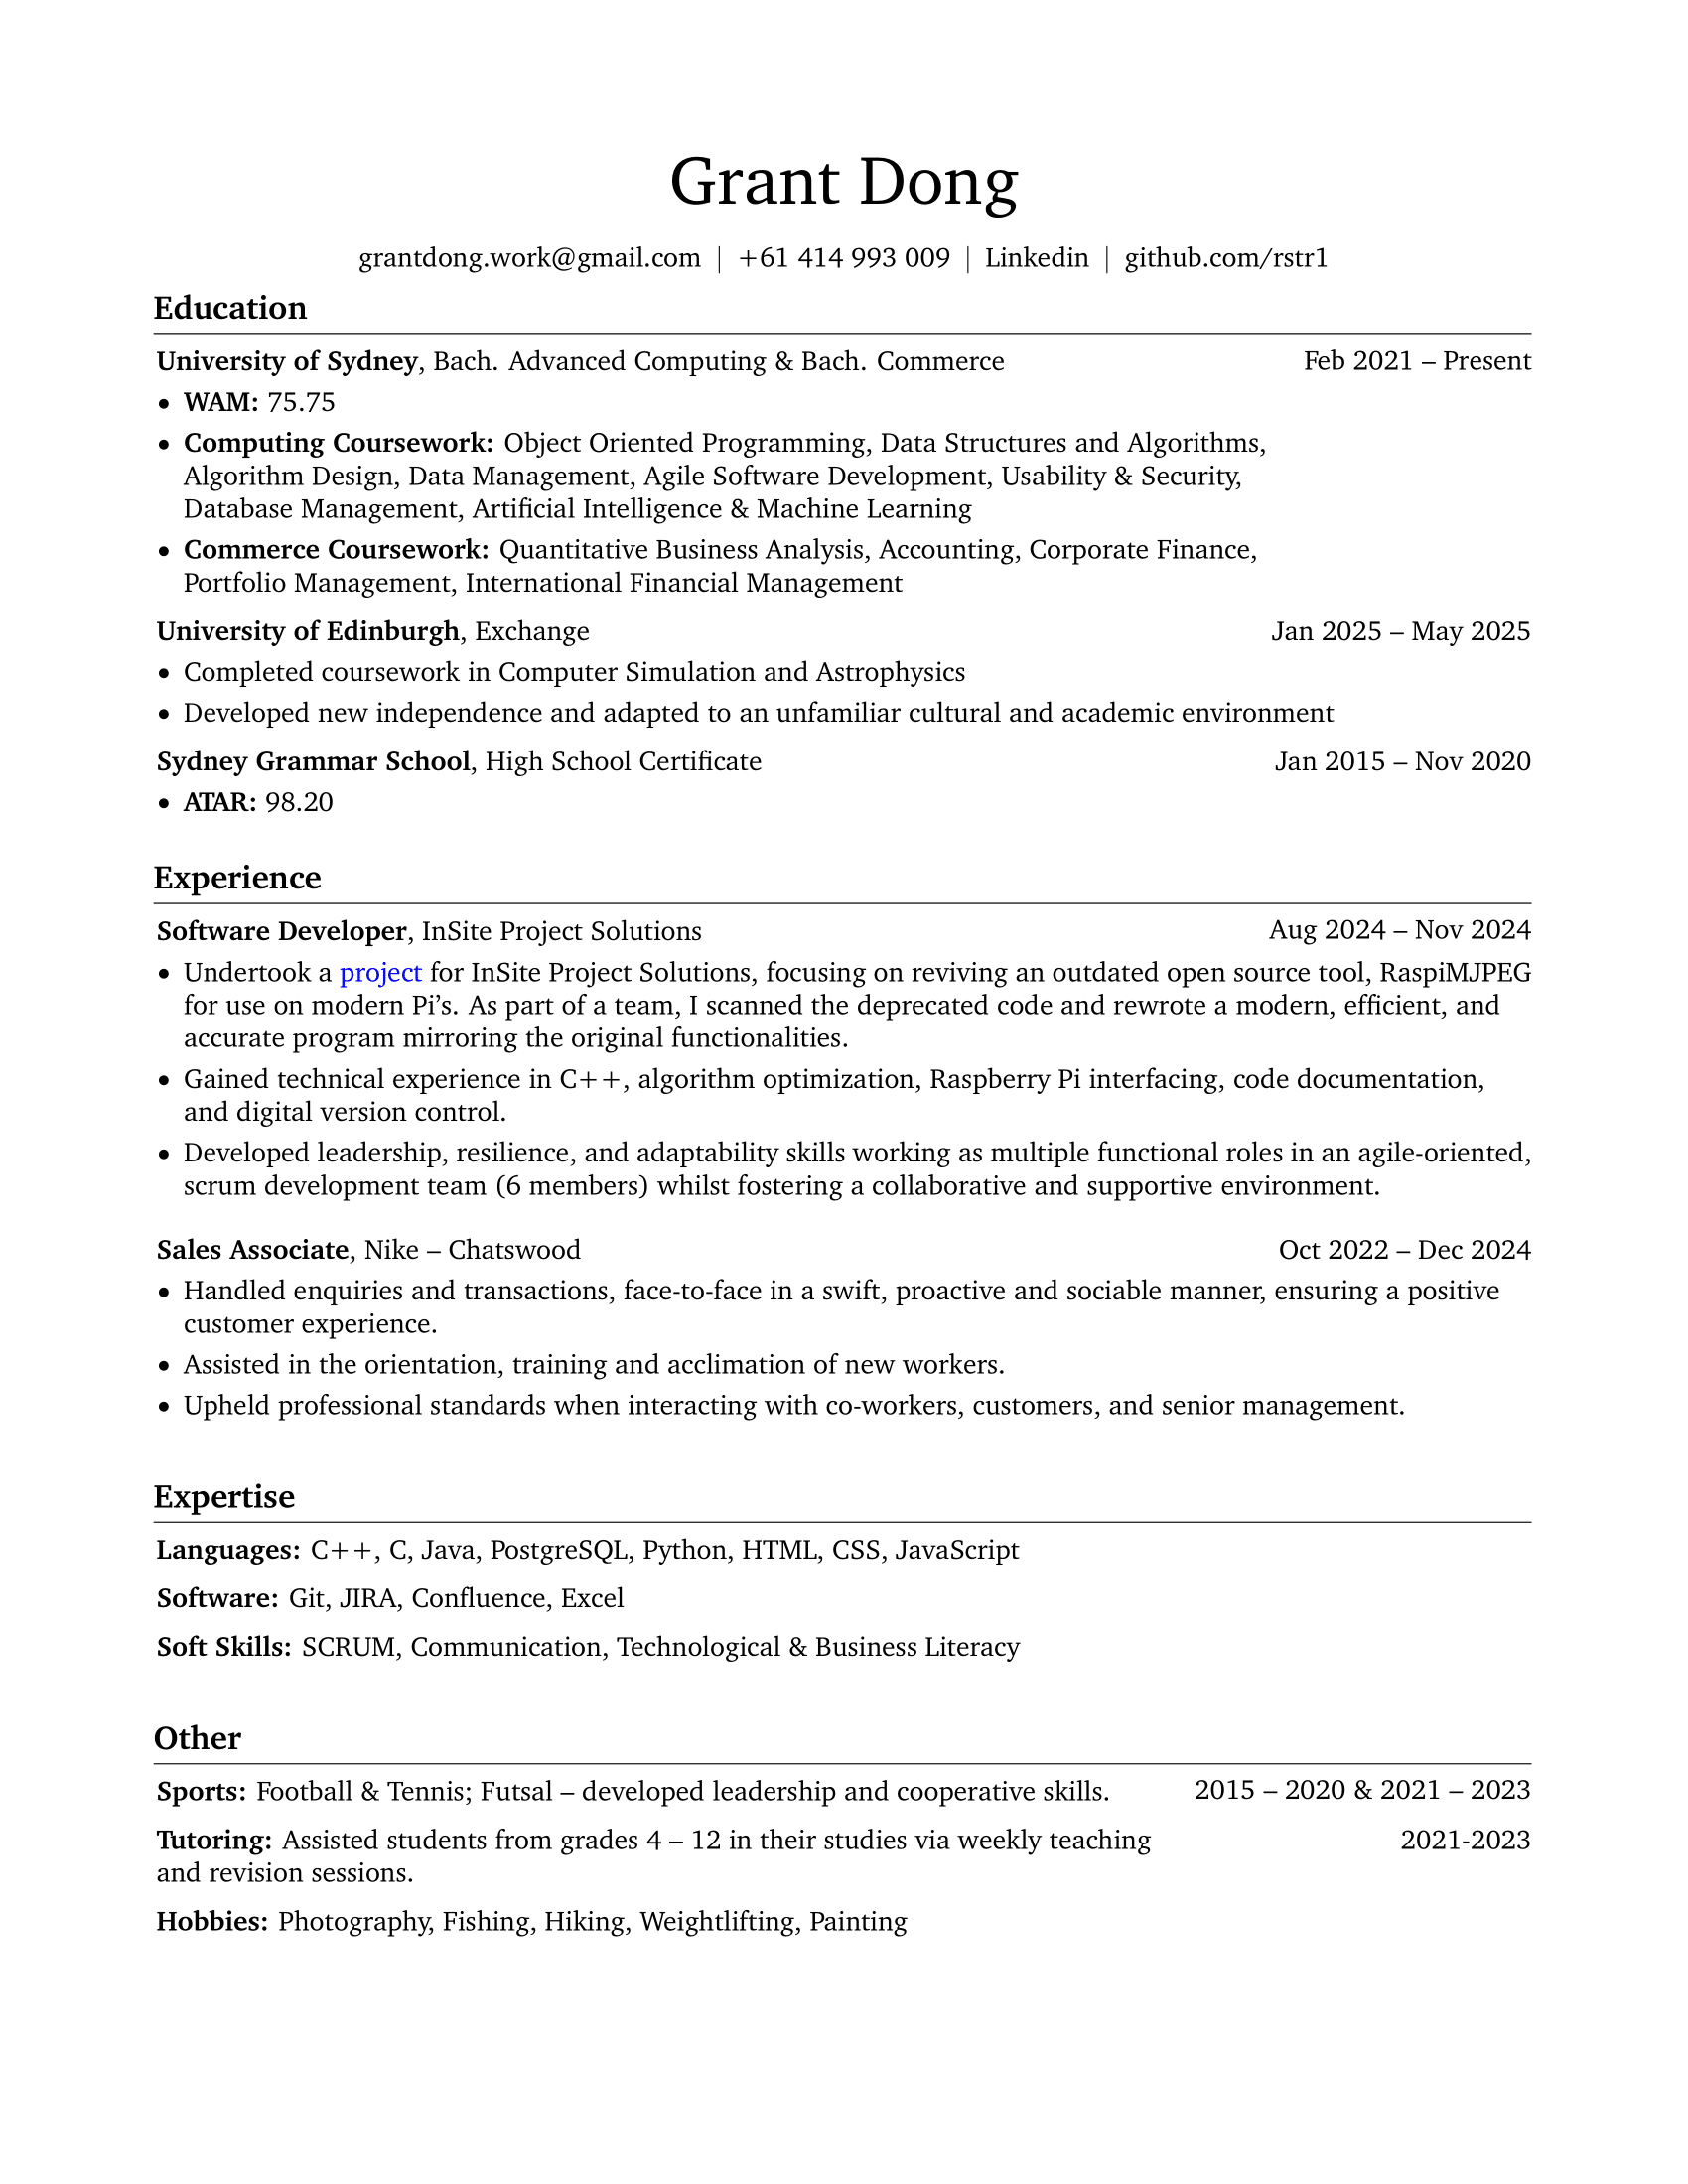 Grant Dong
grantdong.work@gmail.com | +61 414 993 009 | Linkedin | github.com/rstr1
Education
University of Sydney, Bach. Advanced Computing & Bach. Commerce Feb 2021 – Present
• WAM: 75.75
• Computing Coursework: Object Oriented Programming, Data Structures and Algorithms,
Algorithm Design, Data Management, Agile Software Development, Usability & Security,
Database Management, Artificial Intelligence & Machine Learning
• Commerce Coursework: Quantitative Business Analysis, Accounting, Corporate Finance,
Portfolio Management, International Financial Management
University of Edinburgh, Exchange Jan 2025 – May 2025
• Completed coursework in Computer Simulation and Astrophysics
• Developed new independence and adapted to an unfamiliar cultural and academic environment
Sydney Grammar School, High School Certificate Jan 2015 – Nov 2020
• ATAR: 98.20
Experience
Software Developer, InSite Project Solutions Aug 2024 – Nov 2024
• Undertook a project for InSite Project Solutions, focusing on reviving an outdated open source tool, RaspiMJPEG
for use on modern Pi’s. As part of a team, I scanned the deprecated code and rewrote a modern, efficient, and
accurate program mirroring the original functionalities.
• Gained technical experience in C++, algorithm optimization, Raspberry Pi interfacing, code documentation,
and digital version control.
• Developed leadership, resilience, and adaptability skills working as multiple functional roles in an agile-oriented,
scrum development team (6 members) whilst fostering a collaborative and supportive environment.
Sales Associate, Nike – Chatswood Oct 2022 – Dec 2024
• Handled enquiries and transactions, face-to-face in a swift, proactive and sociable manner, ensuring a positive
customer experience.
• Assisted in the orientation, training and acclimation of new workers.
• Upheld professional standards when interacting with co-workers, customers, and senior management.
Expertise
Languages: C++, C, Java, PostgreSQL, Python, HTML, CSS, JavaScript
Software: Git, JIRA, Confluence, Excel
Soft Skills: SCRUM, Communication, Technological & Business Literacy
Other
Sports: Football & Tennis; Futsal – developed leadership and cooperative skills. 2015 – 2020 & 2021 – 2023
Tutoring: Assisted students from grades 4 – 12 in their studies via weekly teaching 2021-2023
and revision sessions.
Hobbies: Photography, Fishing, Hiking, Weightlifting, Painting